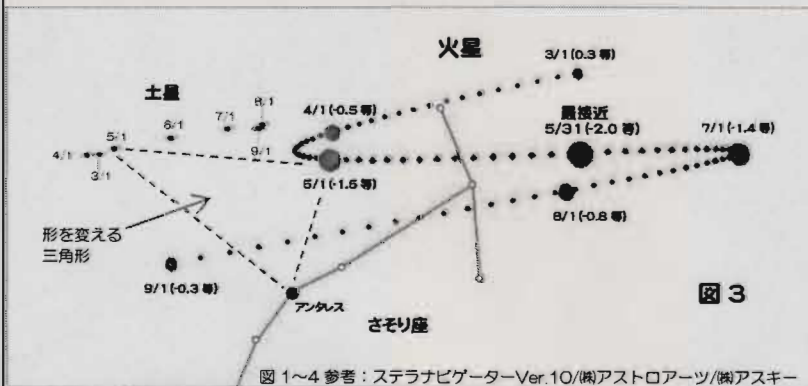 火星
3/1(0.3 等)
土星
8/1
7/1
6/1
5/1
4/1
3/1
9/1
4/1(-0.5 等)
最接近
5/31(-2.0 等)
7/1(-1.4 等)
5/1(-1.5 等)
8/1(-0.8 等)
形を変える
三角形
9/1(-0.3 等)
アンタレス
さそり座
図 3
図 1～4 参考：ステラナビゲーターVer.10/㈱アストロアーツ/㈱アスキー